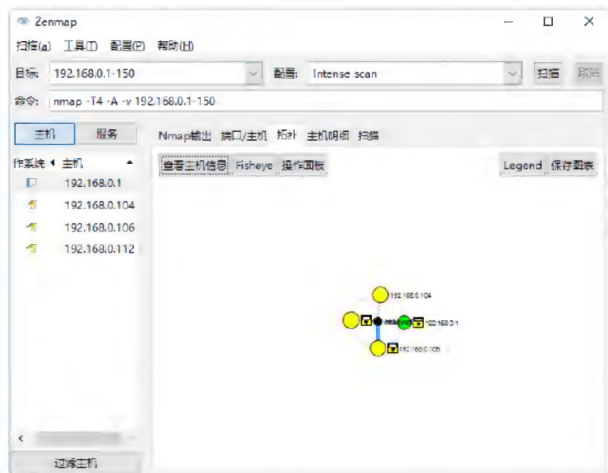 Zenmap
扫描(a) 工具(T) 配置(P) 帮助(H)
目标: 192.168.0.1-150 配置: Intense scan 扫描 取消
命令: nmap -T4 -A -v 192.168.0.1-150
主机 服务 Nmap输出 端口/主机 拓扑 主机明细 扫描
作系统 主机
查看主机信息 Fisheye 操作面板 Legend 保存图表
192.168.0.1
192.168.0.104
192.168.0.106
192.168.0.112
192.168.0.104
192.168.0.1
192.168.0.106
过滤主机